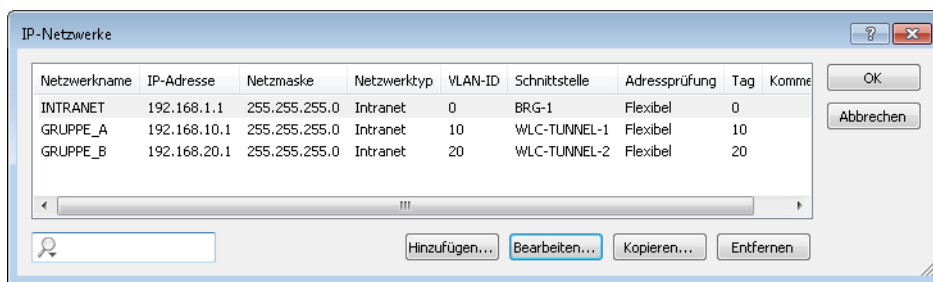 IP-Netzwerke
Netzwerkname IP-Adresse Netzmaske Netzwerktyp VLAN-ID Schnittstelle Adressprüfung Tag Komme
INTRANET 192.168.1.1 255.255.255.0 Intranet 0 BRG-1 Flexibel 0
GRUPPE_A 192.168.10.1 255.255.255.0 Intranet 10 WLC-TUNNEL-1 Flexibel 10
GRUPPE_B 192.168.20.1 255.255.255.0 Intranet 20 WLC-TUNNEL-2 Flexibel 20
OK
Abbrechen
Hinzufügen... Bearbeiten... Kopieren... Entfernen